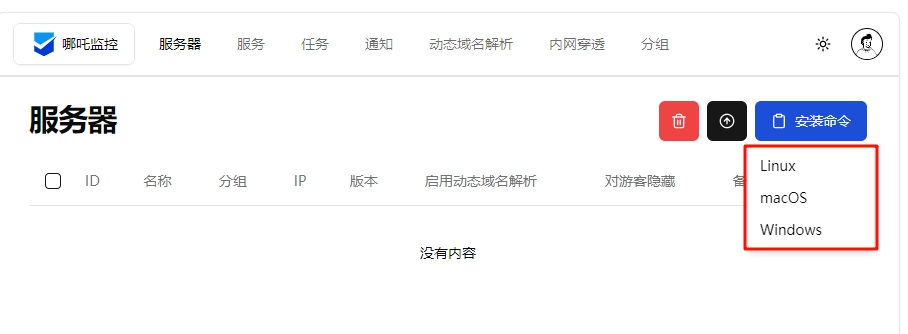 哪吒监控 服务器 服务 任务 通知 动态域名解析 内网穿透 分组
服务器 安装命令
ID 名称 分组 IP 版本 启用动态域名解析 对游客隐藏 备
Linux
macOS
Windows
没有内容